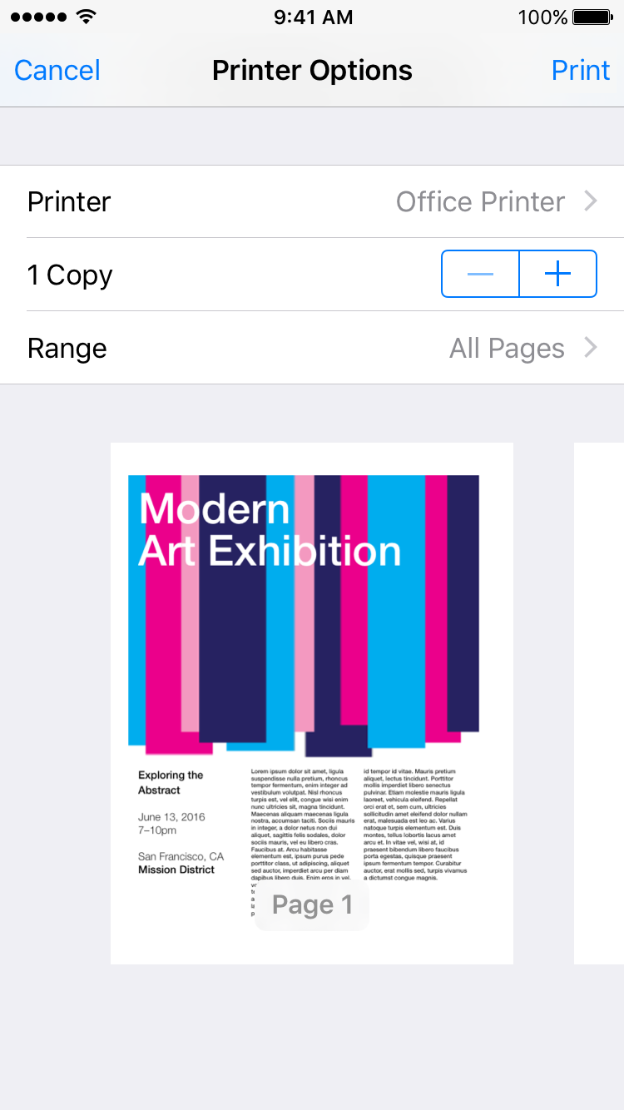 9:41 AM
100%
Cancel
Printer Options
Print
Printer
Office Printer
1 Copy
Range
All Pages
Modern
Art Exhibition
Exploring the
Abstract
June 13, 2016
7–10pm
San Francisco, CA
Mission District
Lorem ipsum dolor sit amet, ligula
suspendisse nulla pretium, rhoncus
tempor fermentum, enim integer ad
vestibulum volutpat. Nisl rhoncus
turpis est, vel elit, congue wisi enim
nunc ultricies sit, magna tincidunt.
Maecenas aliquam maecenas ligula
nostra, accumsan taciti. Sociis mauris
in integer, a dolor netus non dui
aliquet, sagittis felis sodales, dolor
sociis mauris, vel eu libero cras.
Faucibus at. Arcu habitasse
elementum est, ipsum purus pede
porttitor class, ut adipiscing, aliquet
sed auctor, imperdiet arcu per diam
dapibus libero duis. Enim eros in vel,
id tempor id vitae. Mauris pretium
aliquet, lectus tincidunt. Porttitor
mollis imperdiet libero senectus
pulvinar. Etiam molestie mauris ligula
laoreet, vehicula eleifend. Repellat
orci erat et, sem cum, ultricies
sollicitudin amet eleifend dolor nullam
erat, malesuada est leo ac. Varius
natoque turpis elementum est. Duis
montes, tellus lobortis lacus amet
arcu et. In vitae vel, wisi at, id
praesent bibendum libero faucibus
porta egestas, quisque praesent
ipsum fermentum tempor. Curabitur
auctor, erat mollis sed, turpis vivamus
a dictumst congue magnis.
Page 1